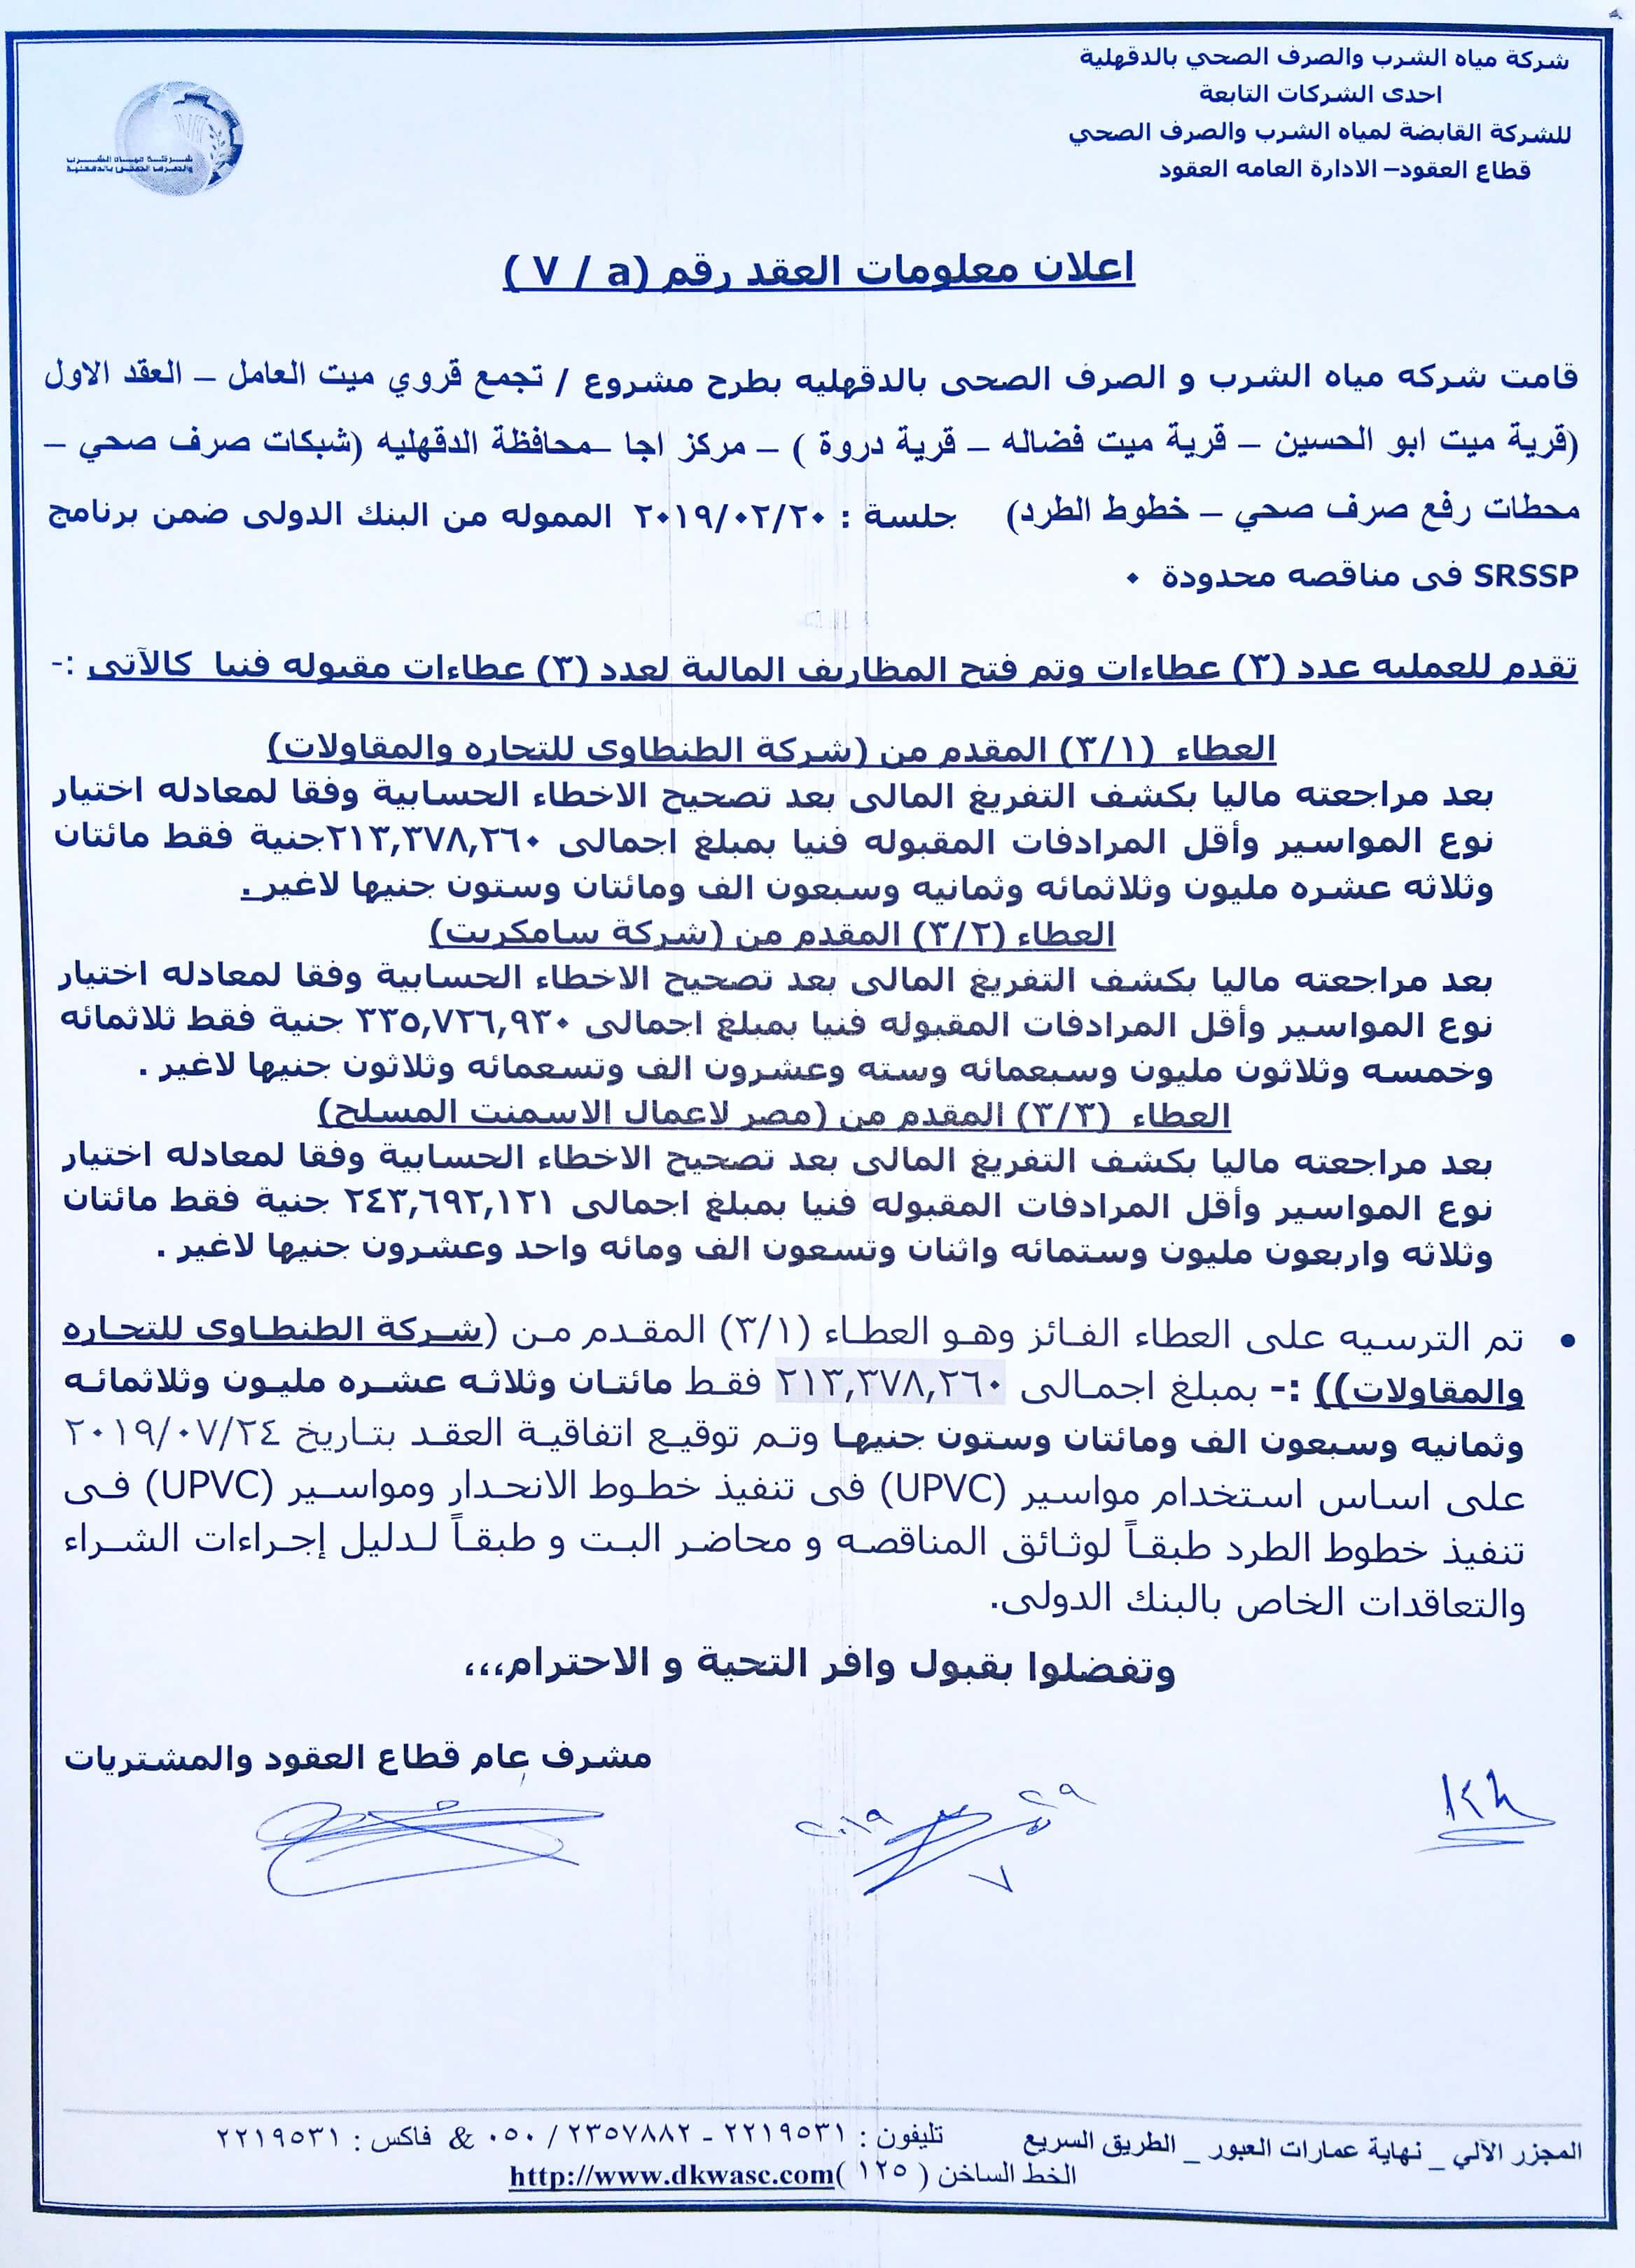 شركة مياه الشرب والصرف الصحي بالدقهلية
احدى الشركات التابعة
للشركة القابضة لمياه الشرب والصرف الصحي
قطاع العقود– الادارة العامه العقود
شركة مياه الشرب
والصرف الصحى بالدقهلية
اعلان معلومات العقد رقم (٧ / a )
قامت شركه مياه الشرب و الصرف الصحى بالدقهليه بطرح مشروع / تجمع قروي ميت العامل – العقد الاول
(قرية ميت ابو الحسين – قرية ميت فضاله – قرية دروة ) – مركز اجا –محافظة الدقهليه (شبكات صرف صحي –
محطات رفع صرف صحي – خطوط الطرد) جلسة : ٢٠١٩/٠٢/٢٠ المموله من البنك الدولى ضمن برنامج
SRSSP فى مناقصه محدودة ٠
تقدم للعمليه عدد (٣) عطاءات وتم فتح المظاريف المالية لعدد (٣) عطاءات مقبوله فنيا كالآتى :-
العطاء (٣/١) المقدم من (شركة الطنطاوى للتجاره والمقاولات)
بعد مراجعته ماليا بكشف التفريغ المالى بعد تصحيح الاخطاء الحسابية وفقا لمعادله اختيار
نوع المواسير وأقل المرادفات المقبوله فنيا بمبلغ اجمالى ٢١٣,٣٧٨,٢٦٠جنية فقط مائتان
وثلاثه عشره مليون وثلاثمائه وثمانيه وسبعون الف ومائتان وستون جنيها لاغير .
العطاء (٣/٢) المقدم من (شركة سامكريت)
بعد مراجعته ماليا بكشف التفريغ المالى بعد تصحيح الاخطاء الحسابية وفقا لمعادله اختيار
نوع المواسير وأقل المرادفات المقبوله فنيا بمبلغ اجمالى ٣٣٥,٧٢٦,٩٣٠ جنية فقط ثلاثمائه
وخمسه وثلاثون مليون وسبعمائه وسته وعشرون الف وتسعمائه وثلاثون جنيها لاغير .
العطاء (٣/٣) المقدم من (مصر لاعمال الاسمنت المسلح)
بعد مراجعته ماليا بكشف التفريغ المالى بعد تصحيح الاخطاء الحسابية وفقا لمعادله اختيار
نوع المواسير وأقل المرادفات المقبوله فنيا بمبلغ اجمالى ٢٤٣,٦٩٢,١٢١ جنية فقط مائتان
وثلاثه واربعون مليون وستمائه واثنان وتسعون الف ومائه واحد وعشرون جنيها لاغير .
• تم الترسيه على العطاء الفائز وهو العطاء (٣/١) المقدم من (شركة الطنطاوى للتجاره
والمقاولات)) :- بمبلغ اجمالى ٢١٣,٣٧٨,٢٦٠ فقط مائتان وثلاثه عشره مليون وثلاثمائه
وثمانيه وسبعون الف ومائتان وستون جنيها وتم توقيع اتفاقية العقد بتاريخ ٢٠١٩/٠٧/٢٤
على اساس استخدام مواسير (UPVC) فى تنفيذ خطوط الانحدار ومواسير (UPVC) فى
تنفيذ خطوط الطرد طبقاً لوثائق المناقصه و محاضر البت و طبقاً لدليل إجراءات الشراء
والتعاقدات الخاص بالبنك الدولى.
وتفضلوا بقبول وافر التحية و الاحترام،،،
مشرف عام قطاع العقود والمشتريات
٢٩
٧
٢٠١٩
المجزر الآلي _ نهاية عمارات العبور _ الطريق السريع تليفون : ٢٢١٩٥٣١ - ٢٣٥٧٨٨٢ / ٠٥٠ & فاكس : ٢٢١٩٥٣١
الخط الساخن ( ١٢٥ )http://www.dkwasc.com